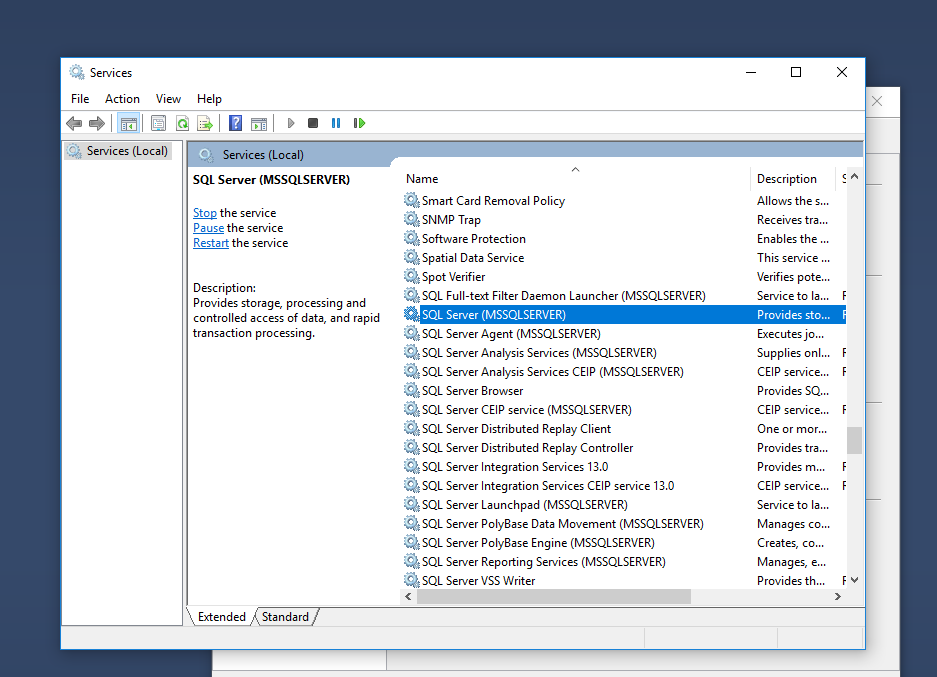 Services
File Action View Help
Services (Local)
Services (Local)
SQL Server (MSSQLSERVER)
Stop the service
Pause the service
Restart the service
Description:
Provides storage, processing and
controlled access of data, and rapid
transaction processing.
Name Description S
Smart Card Removal Policy Allows the s...
SNMP Trap Receives tra...
Software Protection Enables the ...
Spatial Data Service This service ...
Spot Verifier Verifies pote...
SQL Full-text Filter Daemon Launcher (MSSQLSERVER) Service to la... R
SQL Server (MSSQLSERVER) Provides sto... R
SQL Server Agent (MSSQLSERVER) Executes jo...
SQL Server Analysis Services (MSSQLSERVER) Supplies onl... R
SQL Server Analysis Services CEIP (MSSQLSERVER) CEIP service... R
SQL Server Browser Provides SQ...
SQL Server CEIP service (MSSQLSERVER) CEIP service... R
SQL Server Distributed Replay Client One or mor...
SQL Server Distributed Replay Controller Provides tra...
SQL Server Integration Services 13.0 Provides m... R
SQL Server Integration Services CEIP service 13.0 CEIP service... R
SQL Server Launchpad (MSSQLSERVER) Service to la...
SQL Server PolyBase Data Movement (MSSQLSERVER) Manages co...
SQL Server PolyBase Engine (MSSQLSERVER) Creates, co...
SQL Server Reporting Services (MSSQLSERVER) Manages, e...
SQL Server VSS Writer Provides th... R
Extended Standard